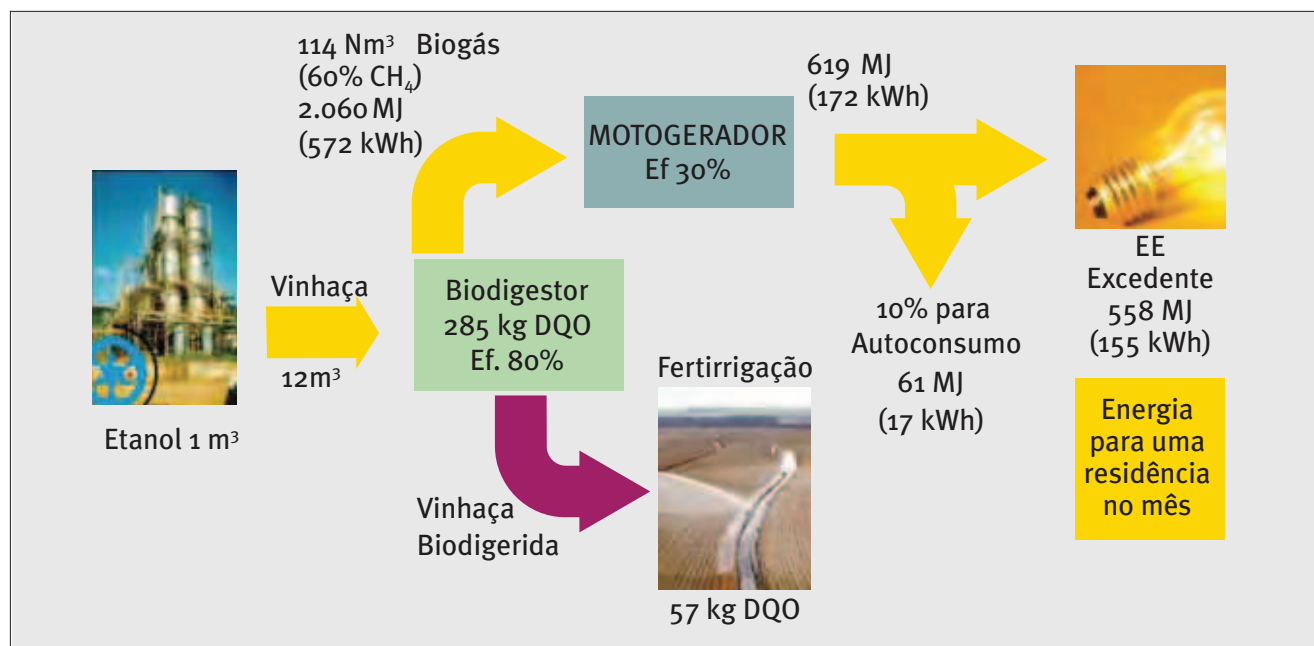 114 Nm³ Biogás
(60% CH₄)
2.060 MJ
(572 kWh)
MOTOGERADOR
Ef 30%
619 MJ
(172 kWh)
Vinhaça
12m³
Etanol 1 m³
Biodigestor
285 kg DQO
Ef. 80%
Vinhaça
Biodigerida
Fertirrigação
57 kg DQO
10% para
Autoconsumo
61 MJ
(17 kWh)
EE
Excedente
558 MJ
(155 kWh)
Energia
para uma
residência
no mês